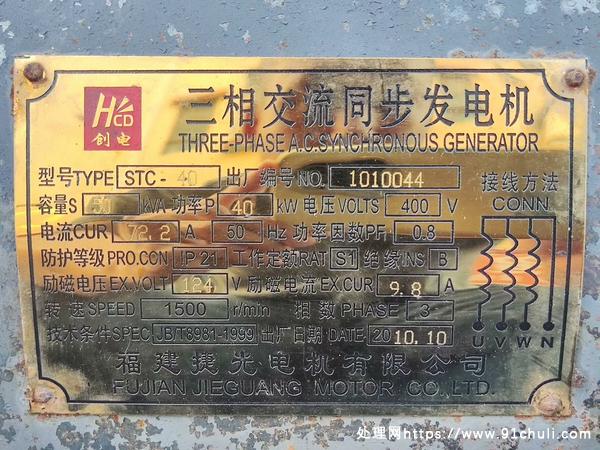 HCD
创电
三相交流同步发电机
THREE-PHASE A.C.SYNCHRONOUS GENERATOR
型号TYPE STC-40 出厂编号NO. 1010044
容量S 50 KVA 功率P 40 KW 电压VOLTS 400 V
电流CUR 72.2 A 50 Hz 功率因数PF 0.8
防护等级PRO.CON IP 21 工作定额RAT S1 绝缘INS B
励磁电压EX.VOLT 124 V 励磁电流EX.CUR 9.8 A
转速SPEED 1500 r/min 相数PHASE 3
技术条件SPEC JB/T8981-1999 出厂日期 DATE 2010.10
接线方法
CONN
U V W N
福建捷光电机有限公司
FUJIAN JIEGUANG MOTOR CO.,LTD.
处理网https://www.91chuli.com/